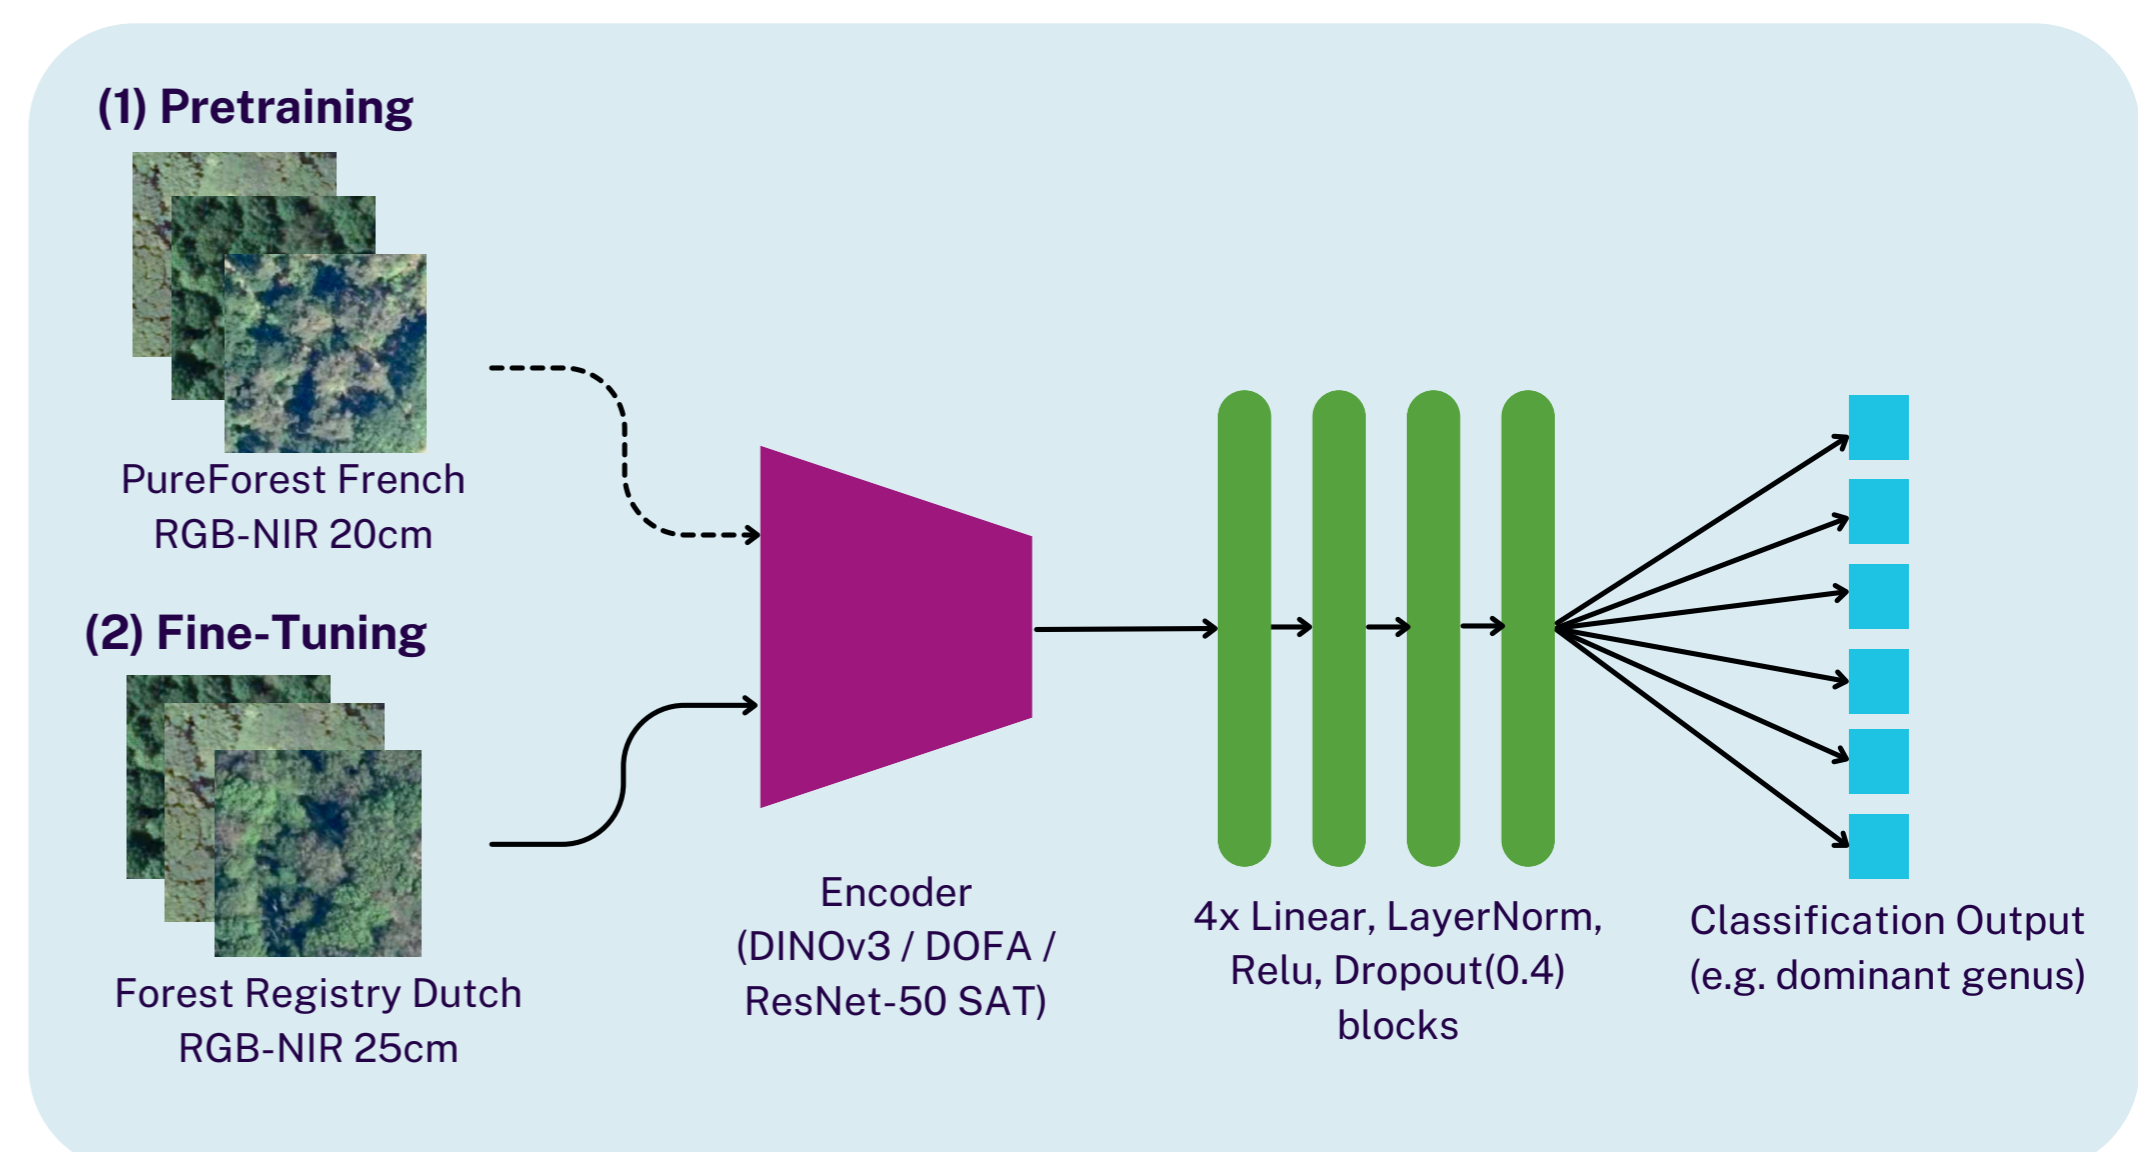 (1) Pretraining
PureForest French
RGB-NIR 20cm
(2) Fine-Tuning
Forest Registry Dutch
RGB-NIR 25cm
Encoder
(DINOv3 / DOFA /
ResNet-50 SAT)
4x Linear, LayerNorm,
Relu, Dropout(0.4)
blocks
Classification Output
(e.g. dominant genus)